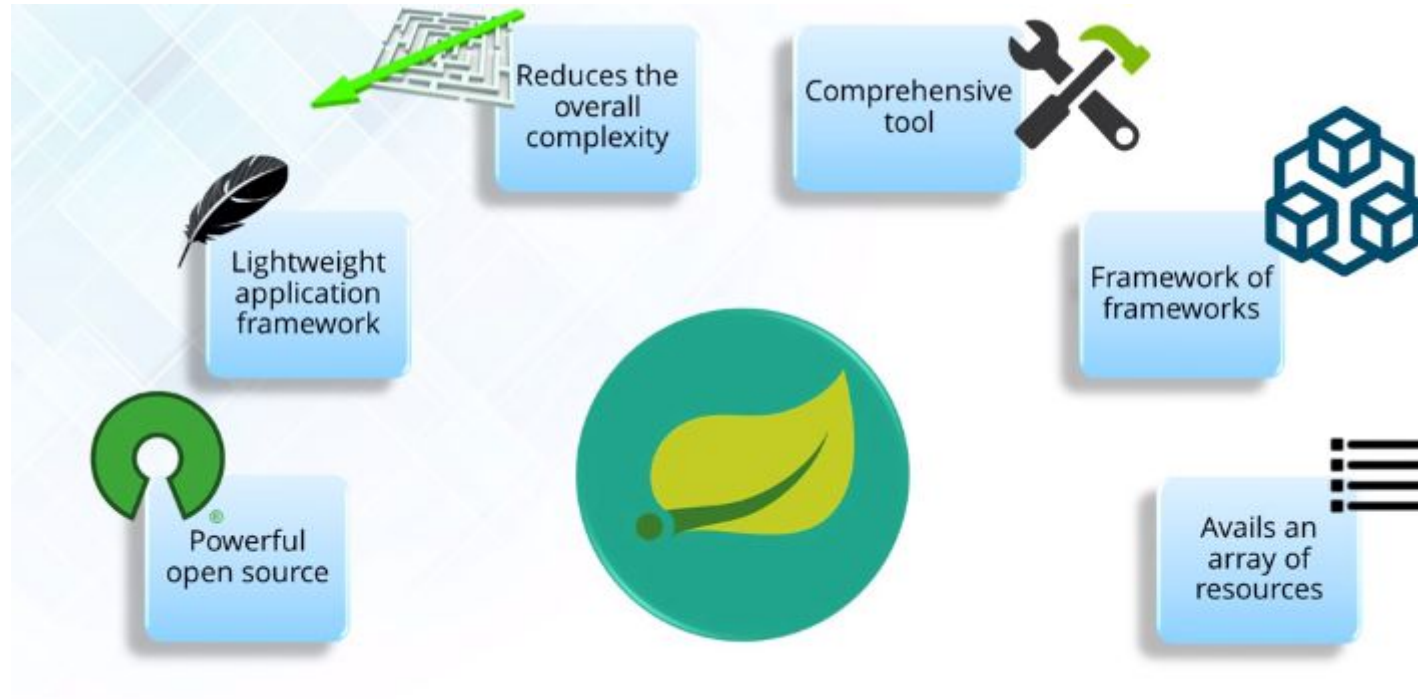 Reduces the
overall
complexity
Comprehensive
tool
Lightweight
application
framework
Framework of
frameworks
®
Powerful
open source
Avails an
array of
resources